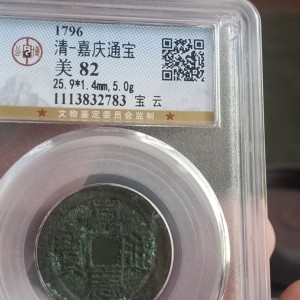 1796
清-嘉庆通宝
美 82
25.9*1.4mm,5.0g
1113832783 宝 云
文物鉴定委员会监制